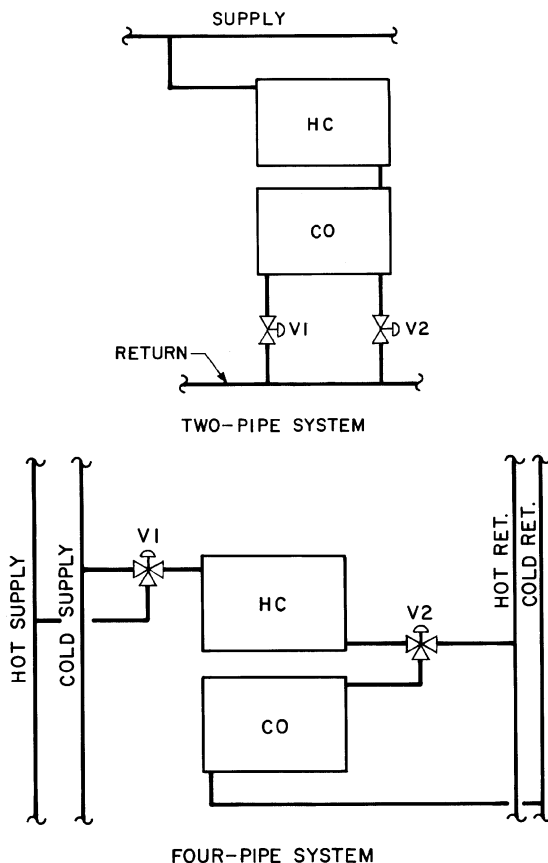 SUPPLY
HC
CO
V1
V2
RETURN
TWO-PIPE SYSTEM
HOT SUPPLY
COLD SUPPLY
V1
HC
V2
CO
HOT RET.
COLD RET.
FOUR-PIPE SYSTEM